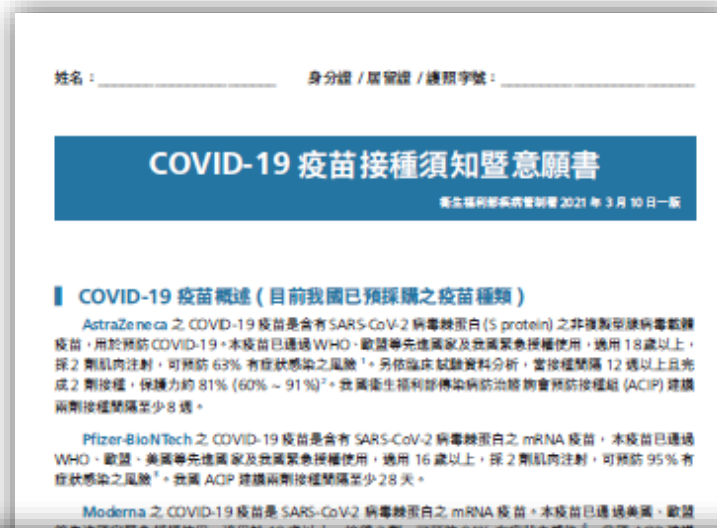 姓名：____________________ 身分證 / 居留證 / 護照字號：____________________
COVID-19 疫苗接種須知暨意願書
衛生福利部疾病管制署 2021 年 3 月 10 日一版
COVID-19 疫苗概述 ( 目前我國已預採購之疫苗種類 )
AstraZeneca 之 COVID-19 疫苗是含有 SARS-CoV-2 病毒棘蛋白 (S protein) 之非複製型腺病毒載體
疫苗，用於預防COVID-19。本疫苗已通過WHO、歐盟等先進國家及我國緊急授權使用，適用18歲以上，
採2 劑肌肉注射，可預防 63% 有症狀感染之風險 ¹。另依臨床試驗資料分析，當接種間隔 12 週以上且完
成2 劑接種，保護力約 81% (60% ~ 91%)²。我國衛生福利部傳染病防治諮詢會預防接種組 (ACIP) 建議
兩劑接種間隔至少8 週。
Pfizer-BioNTech 之 COVID-19 疫苗是含有 SARS-CoV-2 病毒棘蛋白之 mRNA 疫苗，本疫苗已通過
WHO、歐盟、美國等先進國家及我國緊急授權使用，適用 16 歲以上，採 2 劑肌肉注射，可預防 95% 有
症狀感染之風險。我國 ACIP 建議兩劑接種間隔至少28 天。
Moderna 之 COVID-19 疫苗是 SARS-CoV-2 病毒棘蛋白之 mRNA 疫苗。本疫苗已通過美國、歐盟